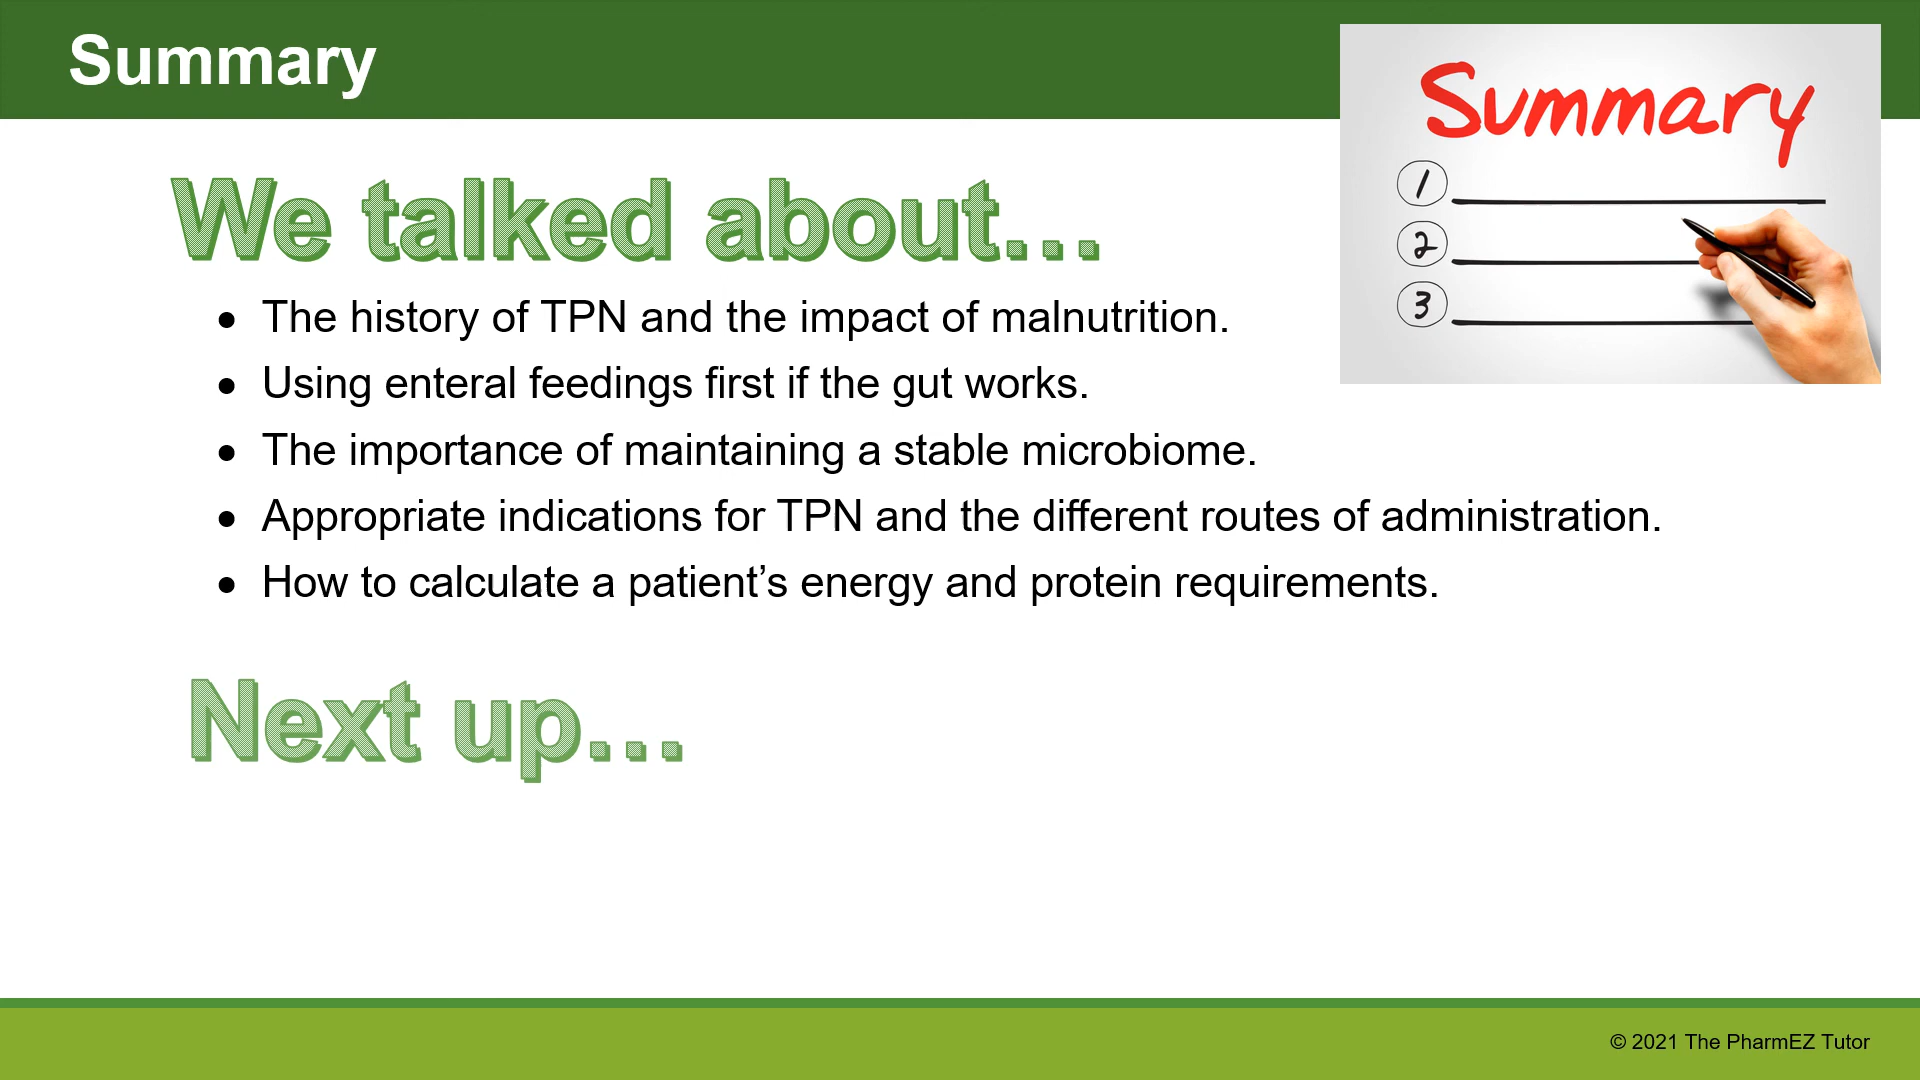 Summary
Summary
1
2
3
We talked about...
• The history of TPN and the impact of malnutrition.
• Using enteral feedings first if the gut works.
• The importance of maintaining a stable microbiome.
• Appropriate indications for TPN and the different routes of administration.
• How to calculate a patient’s energy and protein requirements.
Next up...
© 2021 The PharmEZ Tutor